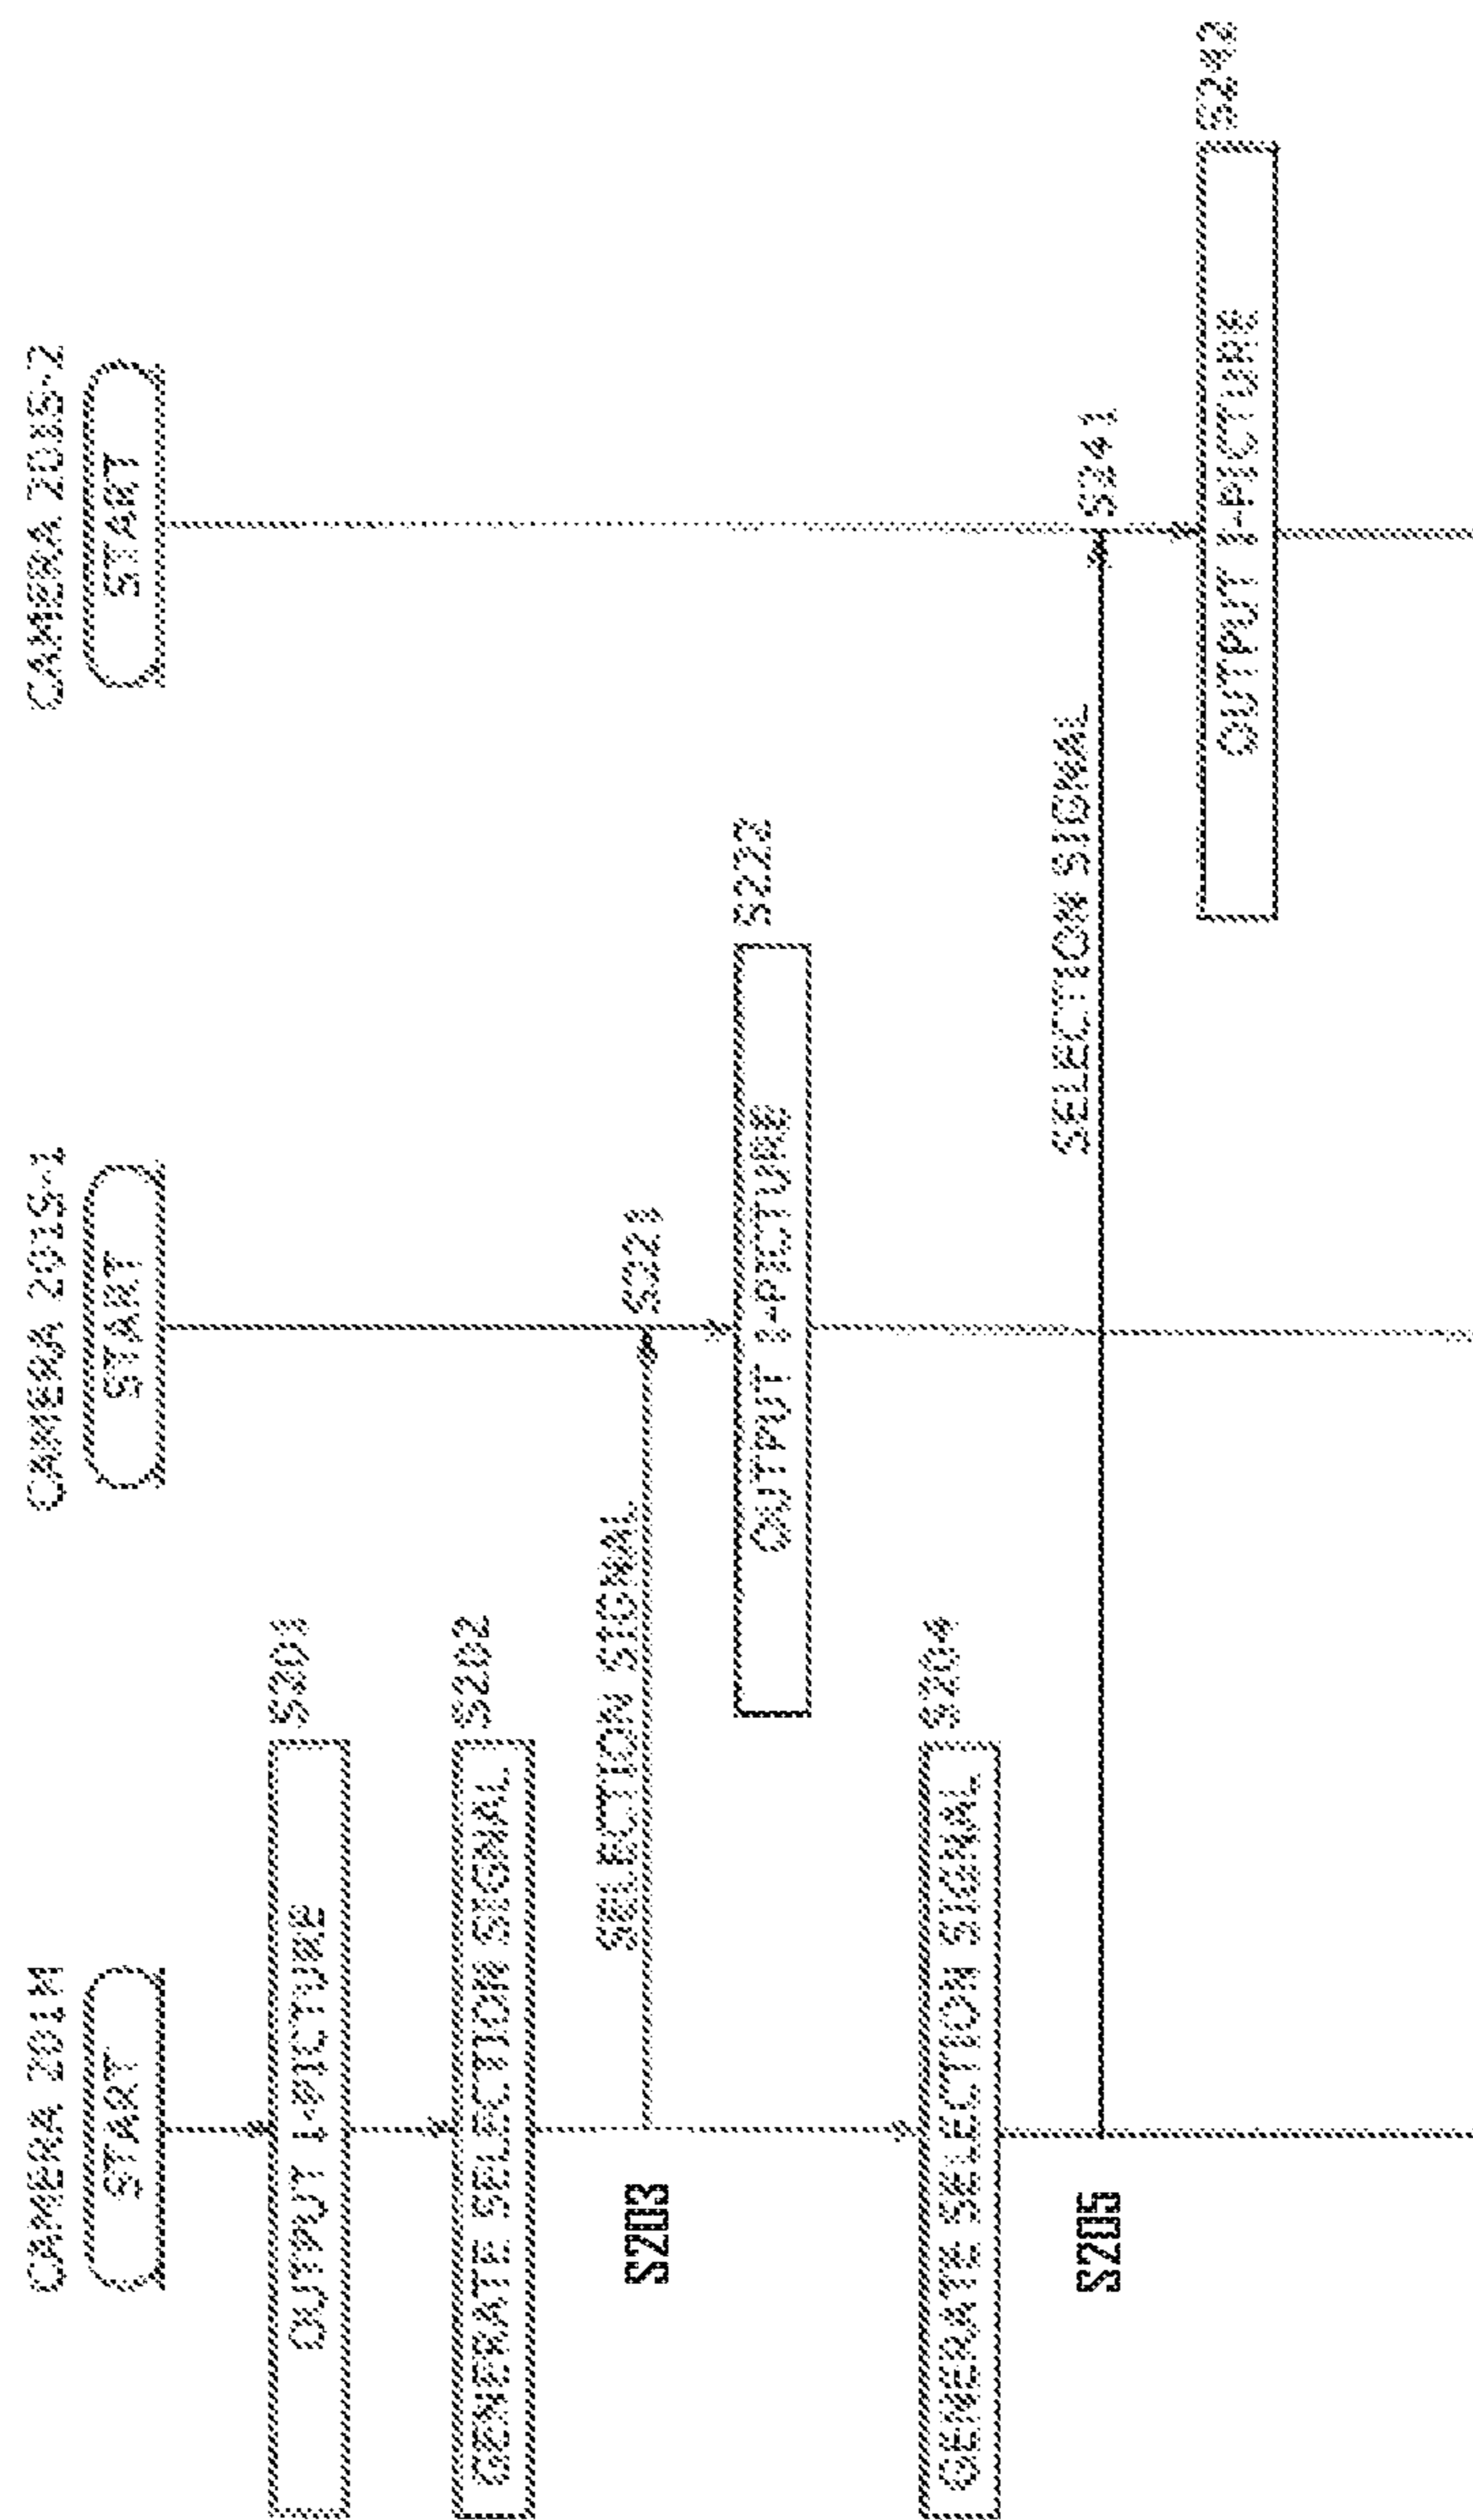 CAMERA 201M
CAMERA 201S-1
CAMERA 201S-2
START
START
START
OUTPUT I-PICTURE
S201
GENERATE SELECTION SIGNAL
S202
SELECTION SIGNAL
S203
S221
OUTPUT I-PICTURE
S222
GENERATE SELECTION SIGNAL
S204
SELECTION SIGNAL
S205
S241
OUTPUT I-PICTURE
S242